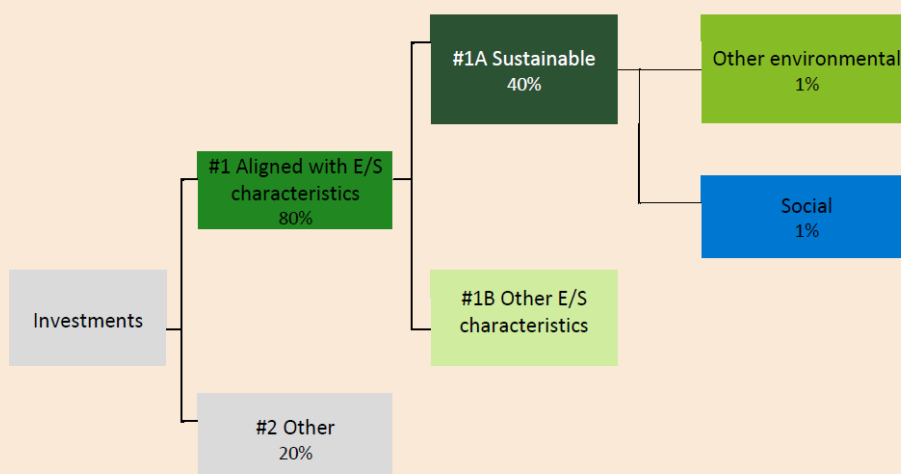 #1A Sustainable
40%
Other environmental
1%
#1 Aligned with E/S
characteristics
80%
Social
1%
Investments
#1B Other E/S
characteristics
#2 Other
20%